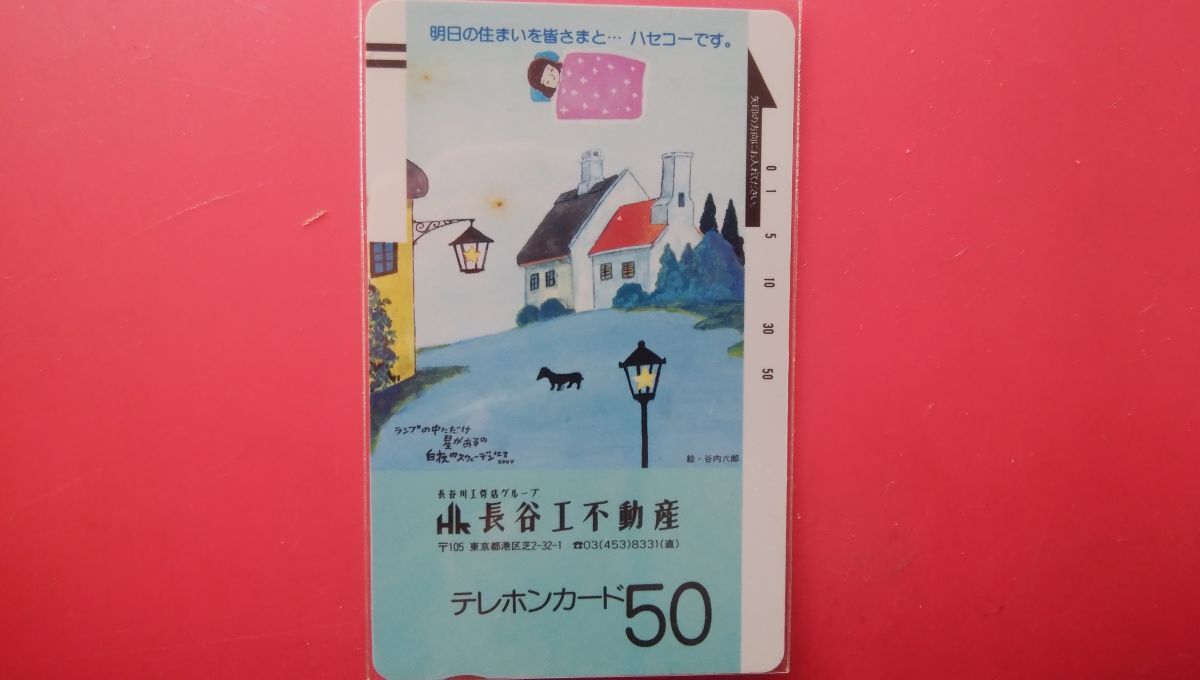 明日の住まいを皆さまと… ハセコーです。
矢印の方向にお入れください。
0
1
5
10
30
50
ランプの中にだけ
星があるの
白夜のスウェーデンにて
絵・谷内六郎
長谷川工務店グループ
HK 長谷工不動産
〒105 東京都港区芝2-32-1 ☎03(453)8331(直)
テレホンカード50